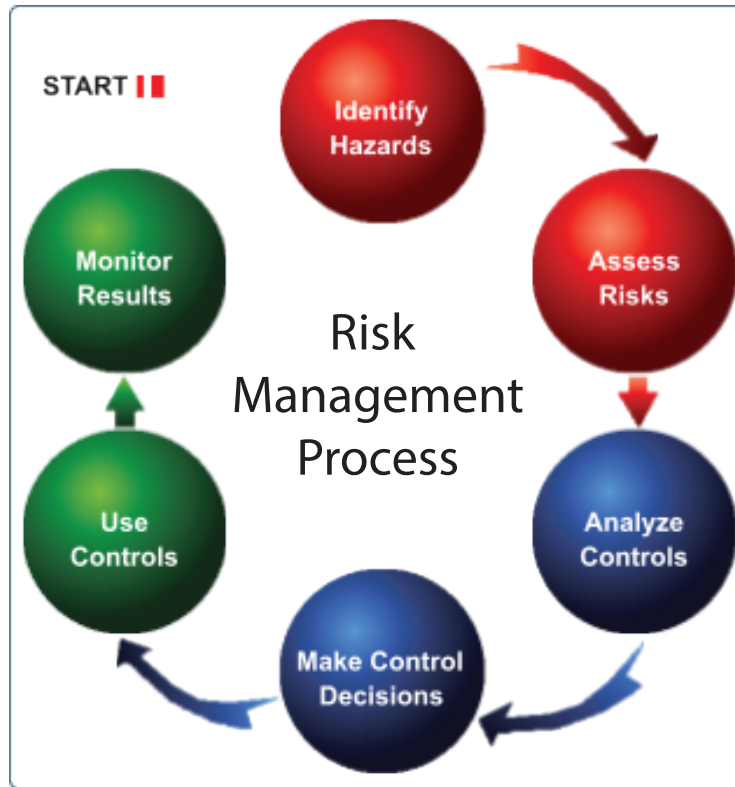 START
Identify
Hazards
Assess
Risks
Analyze
Controls
Make Control
Decisions
Use
Controls
Monitor
Results
Risk
Management
Process